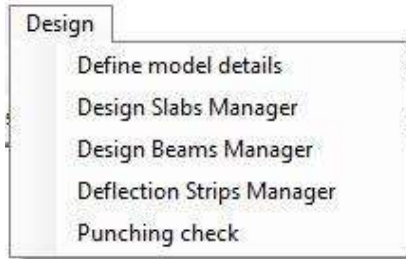 Design
Define model details
Design Slabs Manager
Design Beams Manager
Deflection Strips Manager
Punching check